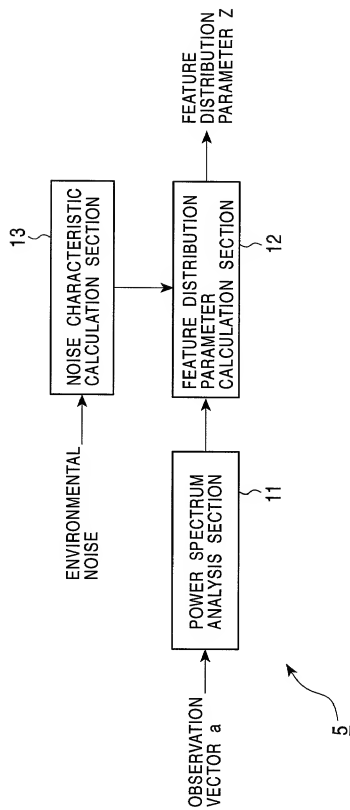 13
NOISE CHARACTERISTIC
CALCULATION SECTION
ENVIRONMENTAL
NOISE
OBSERVATION
VECTOR a
POWER SPECTRUM
ANALYSIS SECTION
11
FEATURE DISTRIBUTION
PARAMETER
CALCULATION SECTION
12
FEATURE
DISTRIBUTION
PARAMETER Z
5